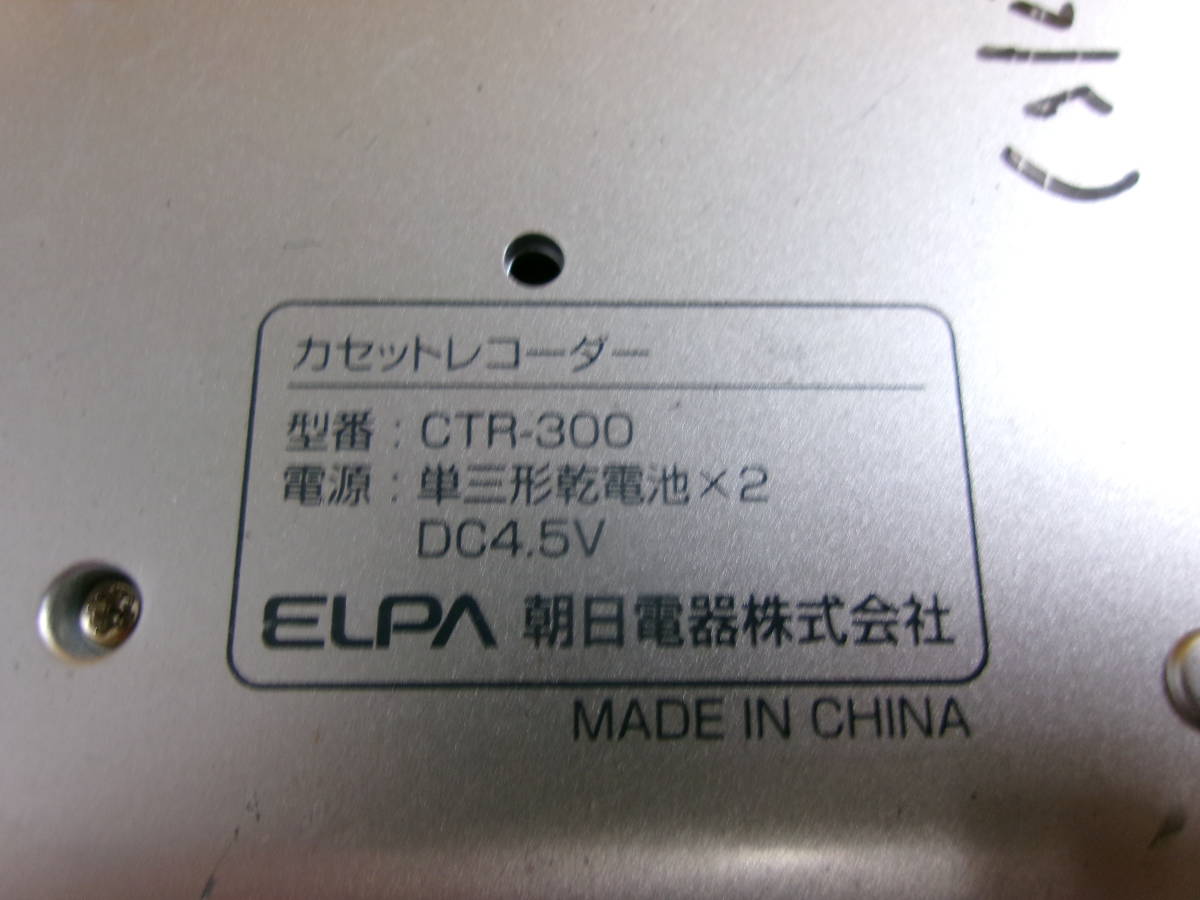 カセットレコーダー
型番：CTR-300
電源：単三形乾電池×2
DC4.5V
ELPA 朝日電器株式会社
MADE IN CHINA